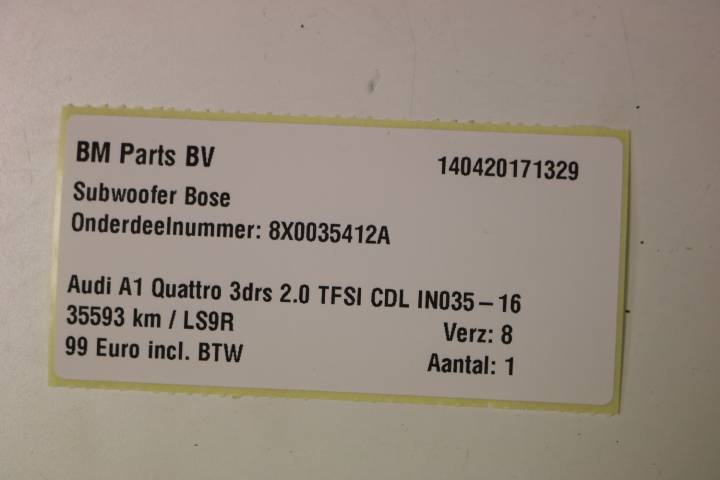 BM Parts BV 140420171329
Subwoofer Bose
Onderdeelnummer: 8X0035412A
Audi A1 Quattro 3drs 2.0 TFSI CDL IN035-16
35593 km / LS9R Verz: 8
99 Euro incl. BTW Aantal: 1